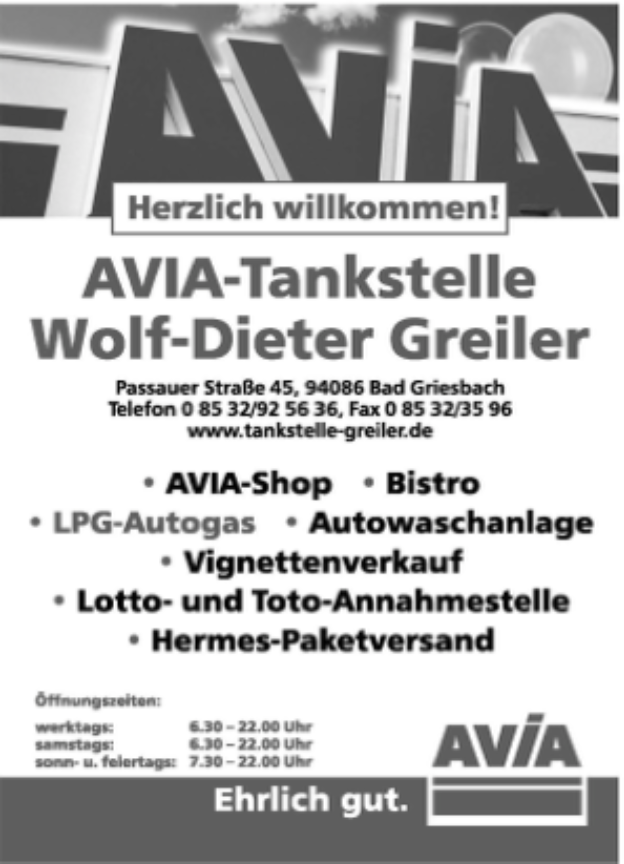 AVIA
Herzlich willkommen!
AVIA-Tankstelle
Wolf-Dieter Greiler
Passauer Straße 45, 94086 Bad Griesbach
Telefon 0 85 32/92 56 36, Fax 0 85 32/35 96
www.tankstelle-greiler.de
• AVIA-Shop • Bistro
• LPG-Autogas • Autowaschanlage
• Vignettenverkauf
• Lotto- und Toto-Annahmestelle
• Hermes-Paketversand
Öffnungszeiten:
werktags: 6.30 – 22.00 Uhr
samstags: 6.30 – 22.00 Uhr
sonn- u. feiertags: 7.30 – 22.00 Uhr
AVIA
Ehrlich gut.